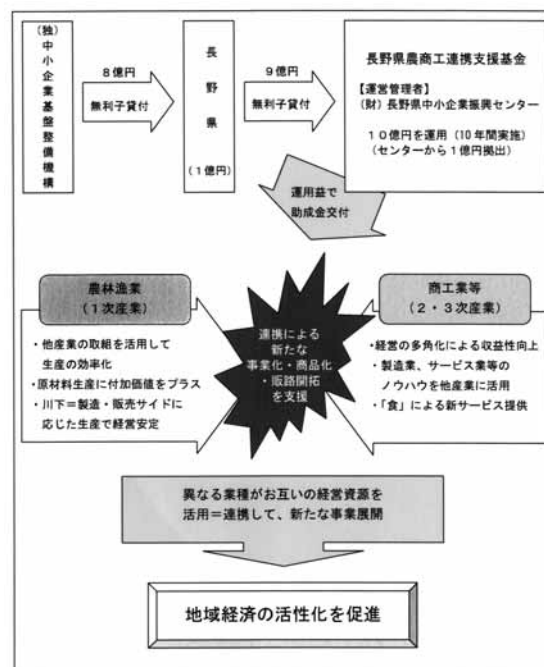 (独)中小企業基盤整備機構
8億円
無利子貸付
長野県
(1億円)
9億円
無利子貸付
長野県農商工連携支援基金
【運営管理者】
(財)長野県中小企業振興センター
10億円を運用(10年間実施)
(センターから1億円拠出)
運用益で
助成金交付
農林漁業
(1次産業)
・他産業の取組を活用して
生産の効率化
・原材料生産に付加価値をプラス
・川下=製造・販売サイドに
応じた生産で経営安定
連携による
新たな
事業化・商品化
・販路開拓
を支援
商工業等
(2・3次産業)
・経営の多角化による収益性向上
・製造業、サービス業等の
ノウハウを他産業に活用
・「食」による新サービス提供
異なる業種がお互いの経営資源を
活用=連携して、新たな事業展開
地域経済の活性化を促進